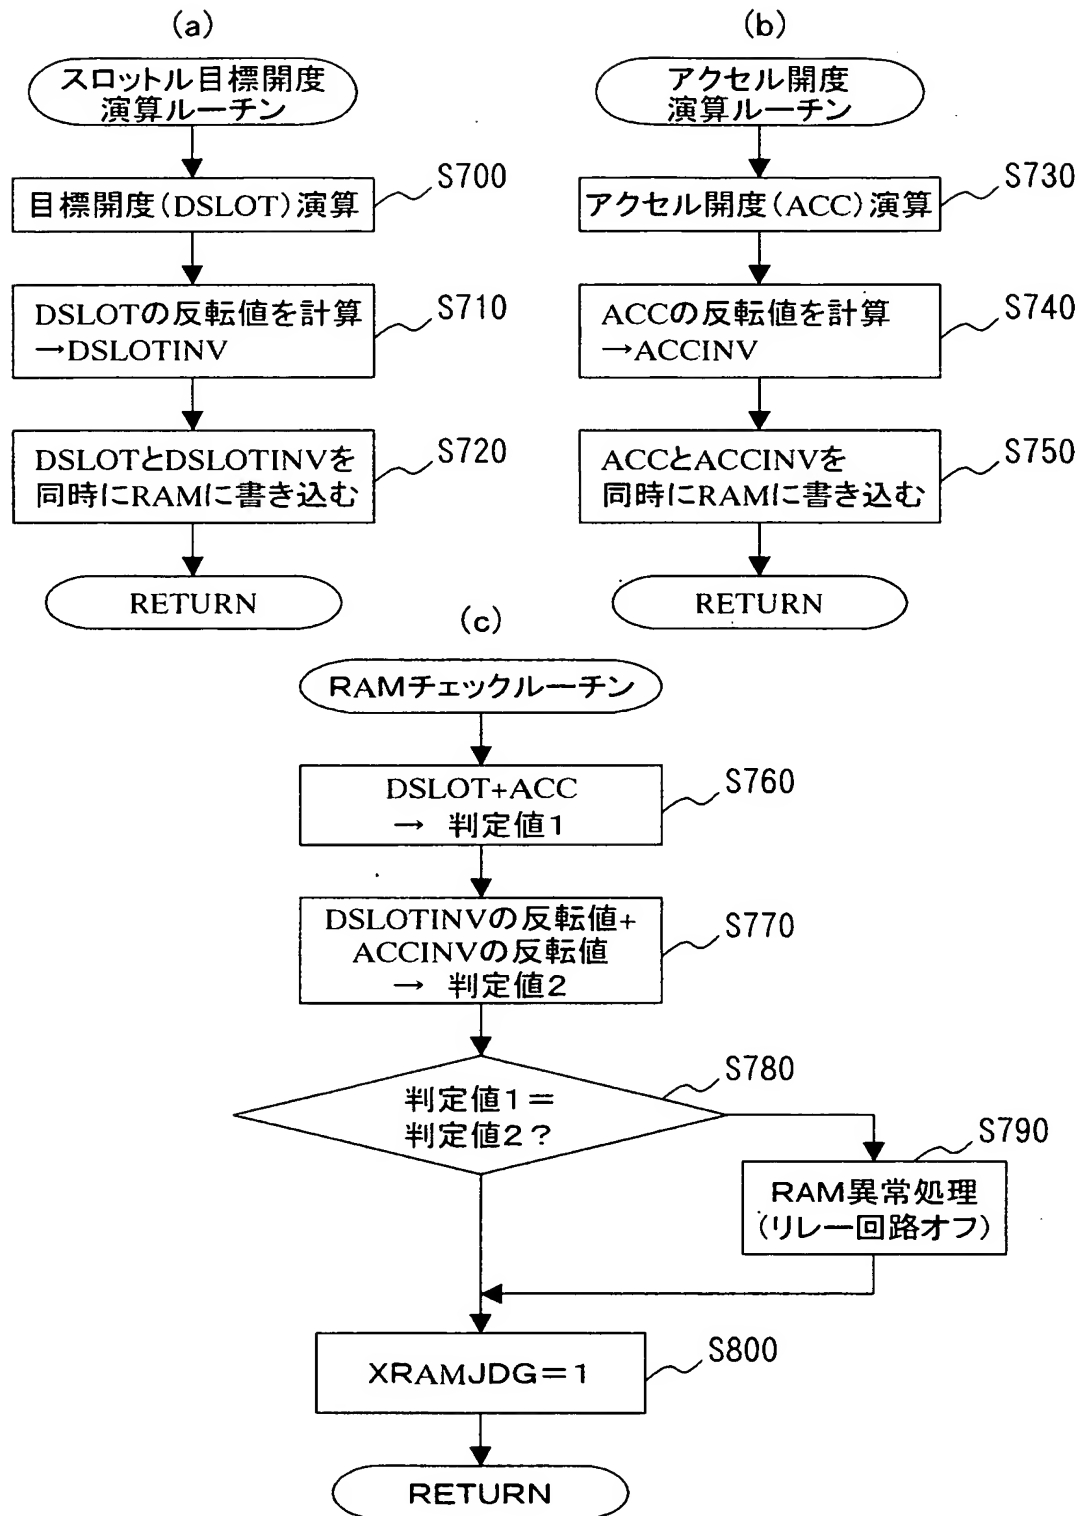 (a)
スロットル目標開度
演算ルーチン
目標開度(DSLOT)演算
S700
DSLOTの反転値を計算
→DSLOTINV
S710
DSLOTとDSLOTINVを
同時にRAMに書き込む
S720
RETURN
(b)
アクセル開度
演算ルーチン
アクセル開度(ACC)演算
S730
ACCの反転値を計算
→ACCINV
S740
ACCとACCINVを
同時にRAMに書き込む
S750
RETURN
(c)
RAMチェックルーチン
DSLOT+ACC
→ 判定値1
S760
DSLOTINVの反転値+
ACCINVの反転値
→ 判定値2
S770
判定値1=
判定値2?
S780
RAM異常処理
(リレー回路オフ)
S790
XRAMJDG=1
S800
RETURN